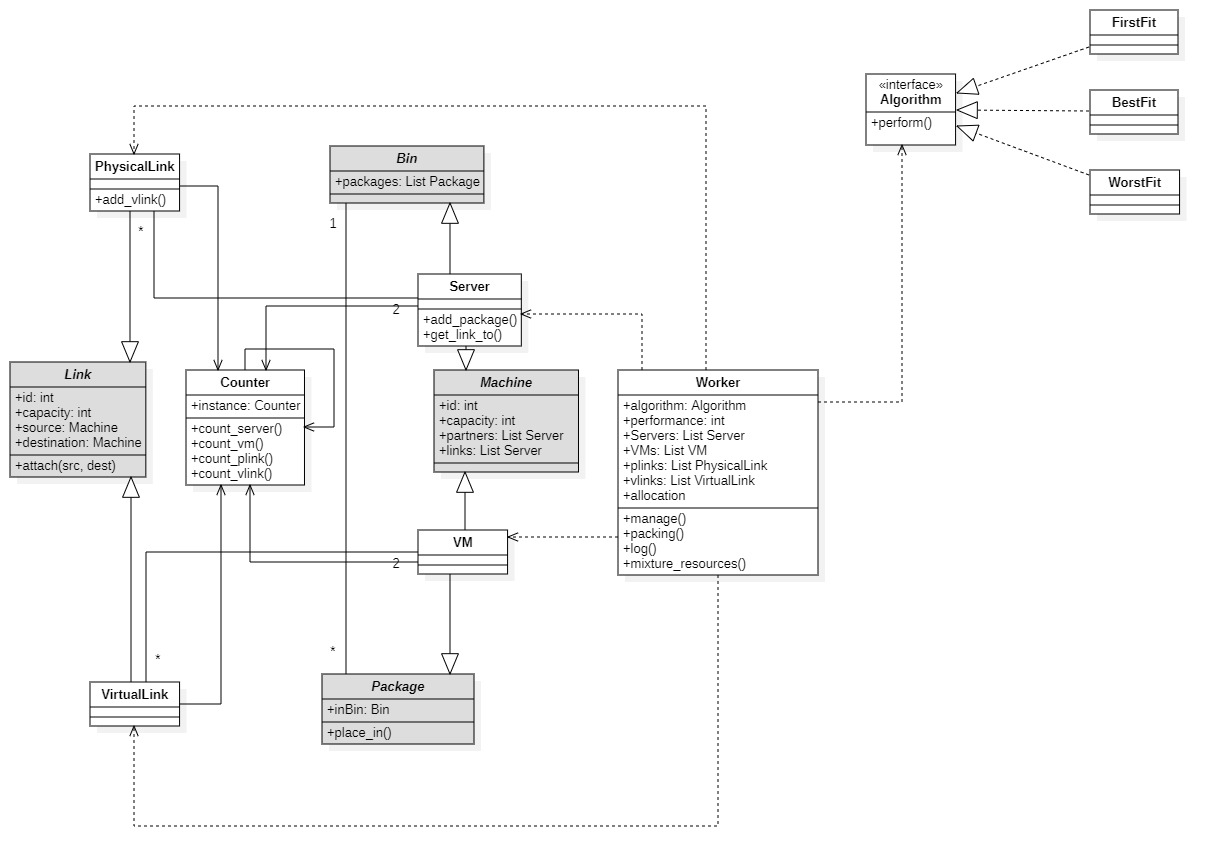 FirstFit
«interface»
Algorithm
+perform()
BestFit
WorstFit
PhysicalLink
+add_vlink()
*
Bin
+packages: List Package
1
Server
+add_package()
+get_link_to()
2
Link
+id: int
+capacity: int
+source: Machine
+destination: Machine
+attach(src, dest)
Counter
+instance: Counter
+count_server()
+count_vm()
+count_plink()
+count_vlink()
Machine
+id: int
+capacity: int
+partners: List Server
+links: List Server
Worker
+algorithm: Algorithm
+performance: int
+Servers: List Server
+VMs: List VM
+plinks: List PhysicalLink
+vlinks: List VirtualLink
+allocation
+manage()
+packing()
+log()
+mixture_resources()
VM
2
*
*
VirtualLink
Package
+inBin: Bin
+place_in()